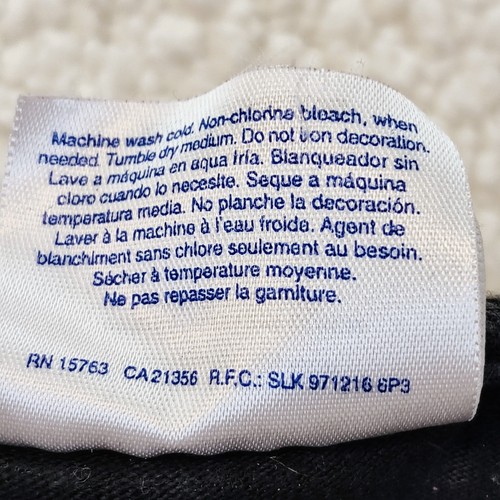 Machine wash cold. Non-chlorine bleach, when
needed. Tumble dry medium. Do not iron decoration.
Lave a máquina en aqua fría. Blanqueador sin
cloro cuando lo necesite. Seque a máquina
temperatura media. No planche la decoración.
Laver à la machine à l'eau froide. Agent de
blanchiment sans chlore seulement au besoin.
Sécher à temperature moyenne.
Ne pas repasser la garniture.
RN 15763 CA21356 R.F.C.: SLK 971216 6P3